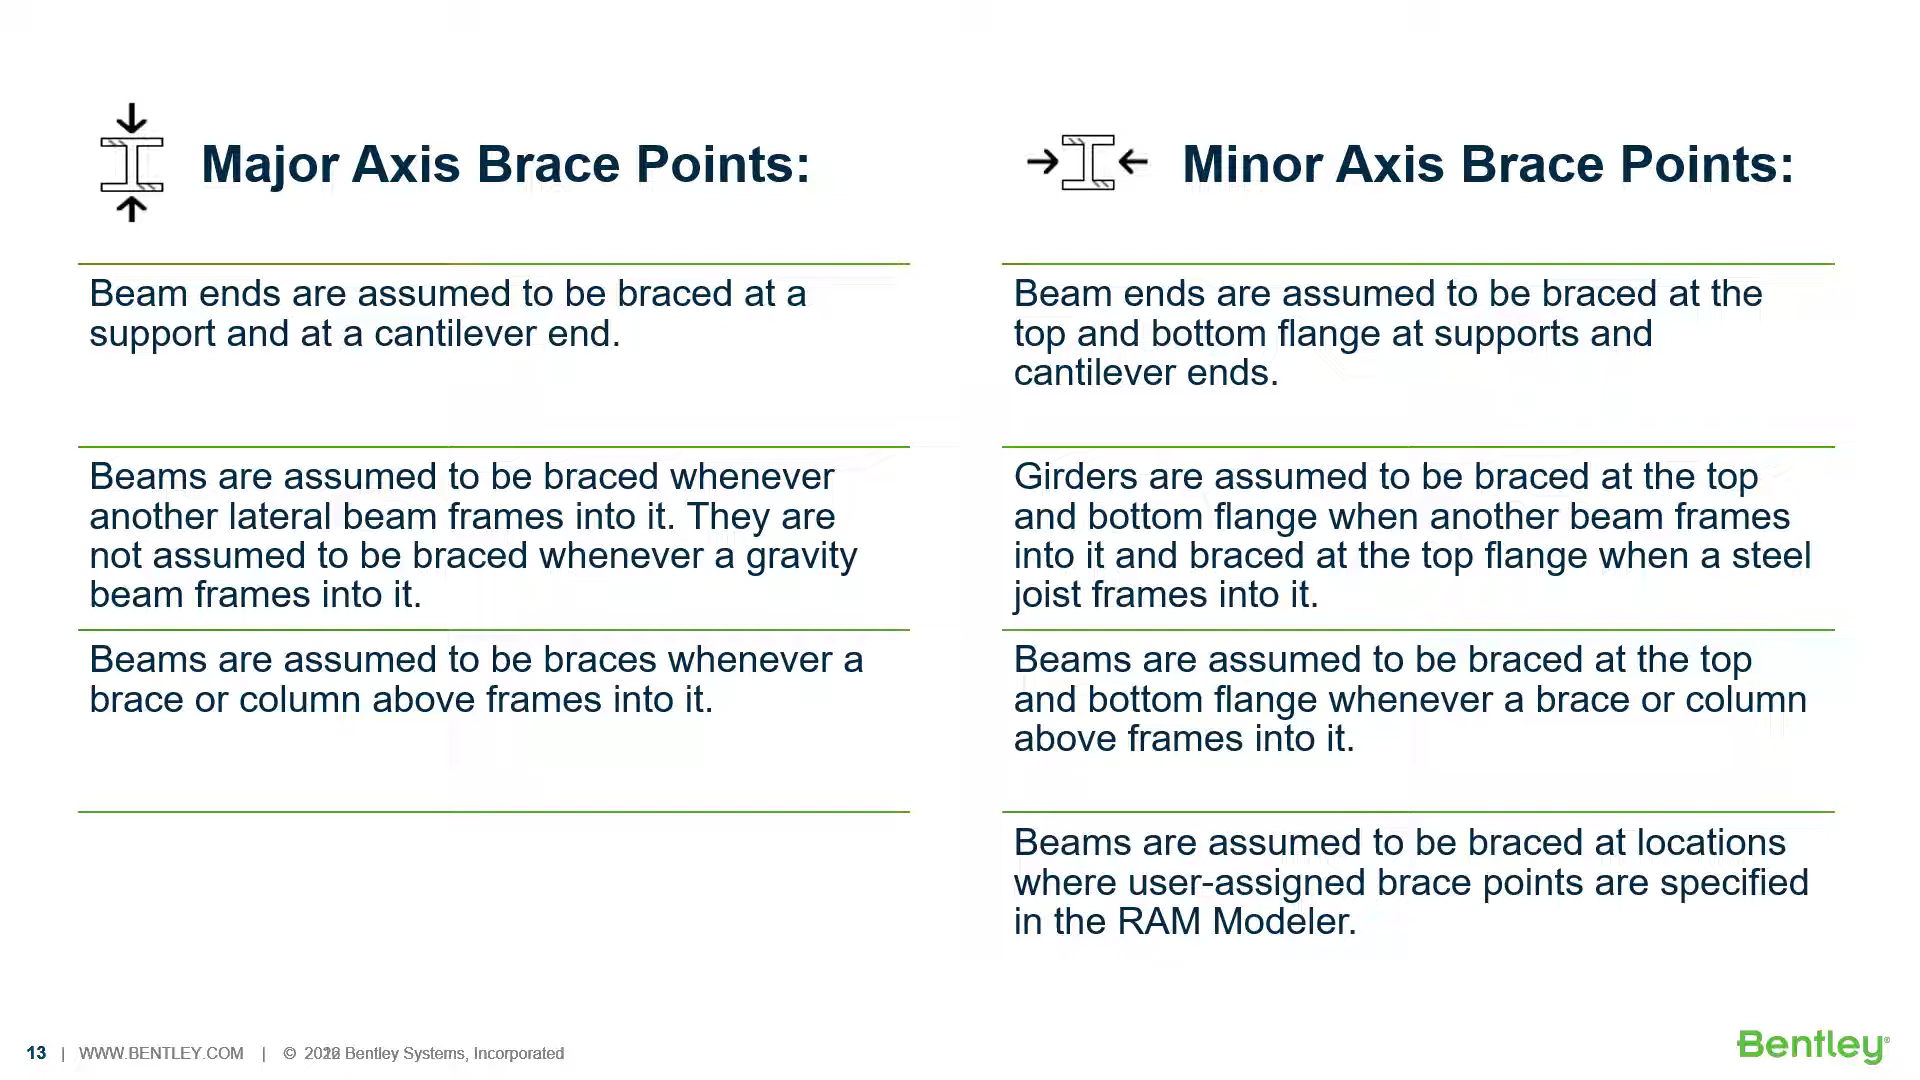 Major Axis Brace Points:
Beam ends are assumed to be braced at a
support and at a cantilever end.
Beams are assumed to be braced whenever
another lateral beam frames into it. They are
not assumed to be braced whenever a gravity
beam frames into it.
Beams are assumed to be braces whenever a
brace or column above frames into it.
Minor Axis Brace Points:
Beam ends are assumed to be braced at the
top and bottom flange at supports and
cantilever ends.
Girders are assumed to be braced at the top
and bottom flange when another beam frames
into it and braced at the top flange when a steel
joist frames into it.
Beams are assumed to be braced at the top
and bottom flange whenever a brace or column
above frames into it.
Beams are assumed to be braced at locations
where user-assigned brace points are specified
in the RAM Modeler.
13 | WWW.BENTLEY.COM | © Bentley Systems, Incorporated
Bentley®